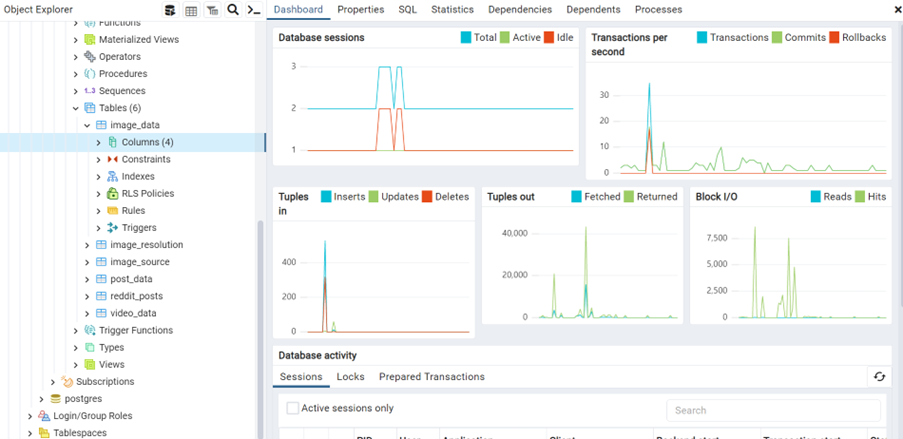 Object Explorer
Functions
Materialized Views
Operators
Procedures
1..3 Sequences
Tables (6)
image_data
Columns (4)
Constraints
Indexes
RLS Policies
Rules
Triggers
image_resolution
image_source
post_data
reddit_posts
video_data
Trigger Functions
Types
Views
Subscriptions
postgres
Login/Group Roles
Tablespaces
Dashboard Properties SQL Statistics Dependencies Dependents Processes
Database sessions
Total Active Idle
3
2
1
Transactions per second
Transactions Commits Rollbacks
30
20
10
0
Tuples in
Inserts Updates Deletes
400
200
0
Tuples out
Fetched Returned
40,000
20,000
0
Block I/O
Reads Hits
7,500
5,000
2,500
0
Database activity
Sessions Locks Prepared Transactions
Active sessions only
Search
PID User Application Client Backend start Transaction start